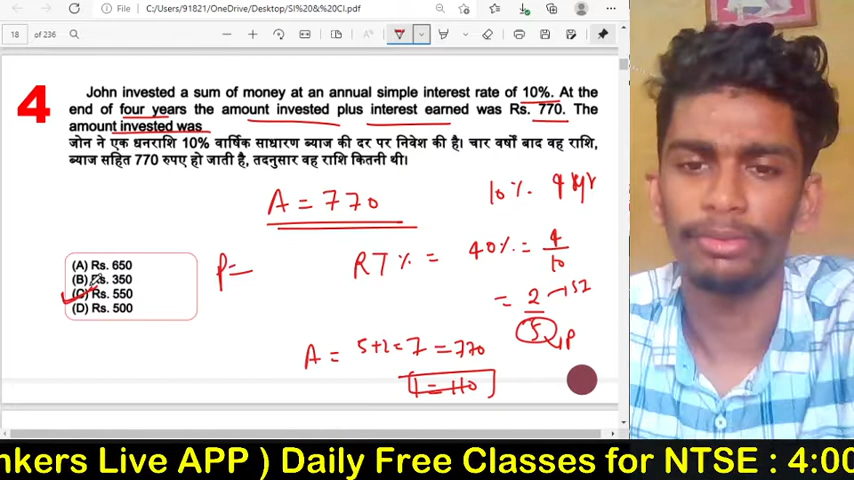 C:/Users/91821/OneDrive/Desktop/SI%20&%20CI.pdf
18 of 236
4
John invested a sum of money at an annual simple interest rate of 10%. At the
end of four years the amount invested plus interest earned was Rs. 770. The
amount invested was
जोन ने एक धनराशि 10% वार्षिक साधारण ब्याज की दर पर निवेश की है। चार वर्षों बाद वह राशि,
ब्याज सहित 770 रुपए हो जाती है, तदनुसार वह राशि कितनी थी।
10%. 4 yr
A = 770
(A) Rs. 650
(B) Rs. 350
(C) Rs. 550
(D) Rs. 500
P=
RT% = 40% = 4/10
= 2/5
SI
P
A = 5+2=7 = 770
1 = 110
nkers Live APP ) Daily Free Classes for NTSE : 4:00